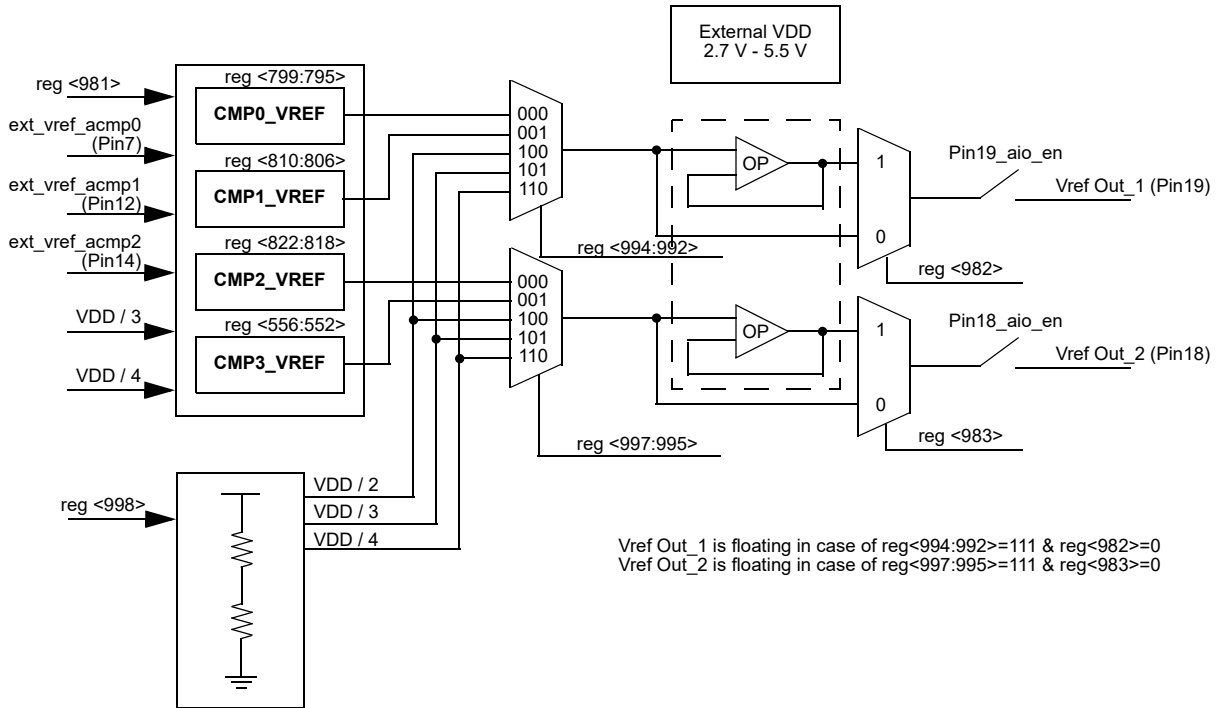 External VDD
2.7 V - 5.5 V
reg <981>
ext_vref_acmp0
(Pin7)
ext_vref_acmp1
(Pin12)
ext_vref_acmp2
(Pin14)
VDD / 3
VDD / 4
reg <799:795>
CMP0_VREF
reg <810:806>
CMP1_VREF
reg <822:818>
CMP2_VREF
reg <556:552>
CMP3_VREF
000
001
100
101
110
reg <994:992>
OP
1
0
reg <982>
Pin19_aio_en
Vref Out_1 (Pin19)
000
001
100
101
110
reg <997:995>
OP
1
0
reg <983>
Pin18_aio_en
Vref Out_2 (Pin18)
reg <998>
VDD / 2
VDD / 3
VDD / 4
Vref Out_1 is floating in case of reg<994:992>=111 & reg<982>=0
Vref Out_2 is floating in case of reg<997:995>=111 & reg<983>=0